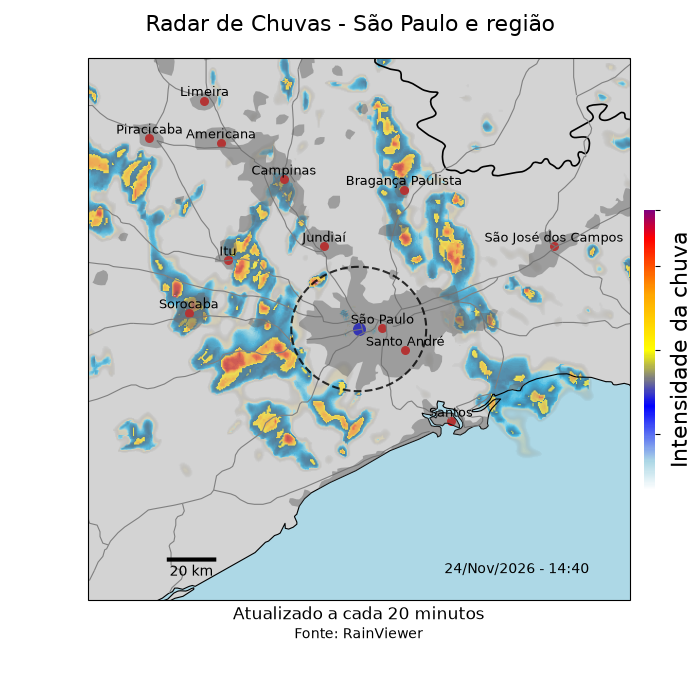 Radar de Chuvas - São Paulo e região
Limeira
Piracicaba
Americana
Campinas
Bragança Paulista
Itu
Jundiaí
São José dos Campos
Sorocaba
São Paulo
Santo André
Santos
Intensidade da chuva
20 km
24/Nov/2026 - 14:40
Atualizado a cada 20 minutos
Fonte: RainViewer